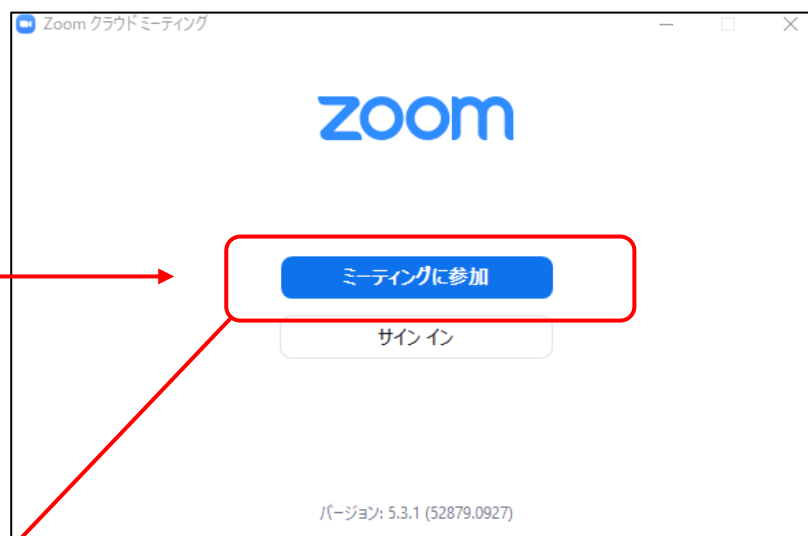 Zoom クラウド ミーティング
zoom
ミーティングに参加
サイン イン
バージョン: 5.3.1 (52879.0927)